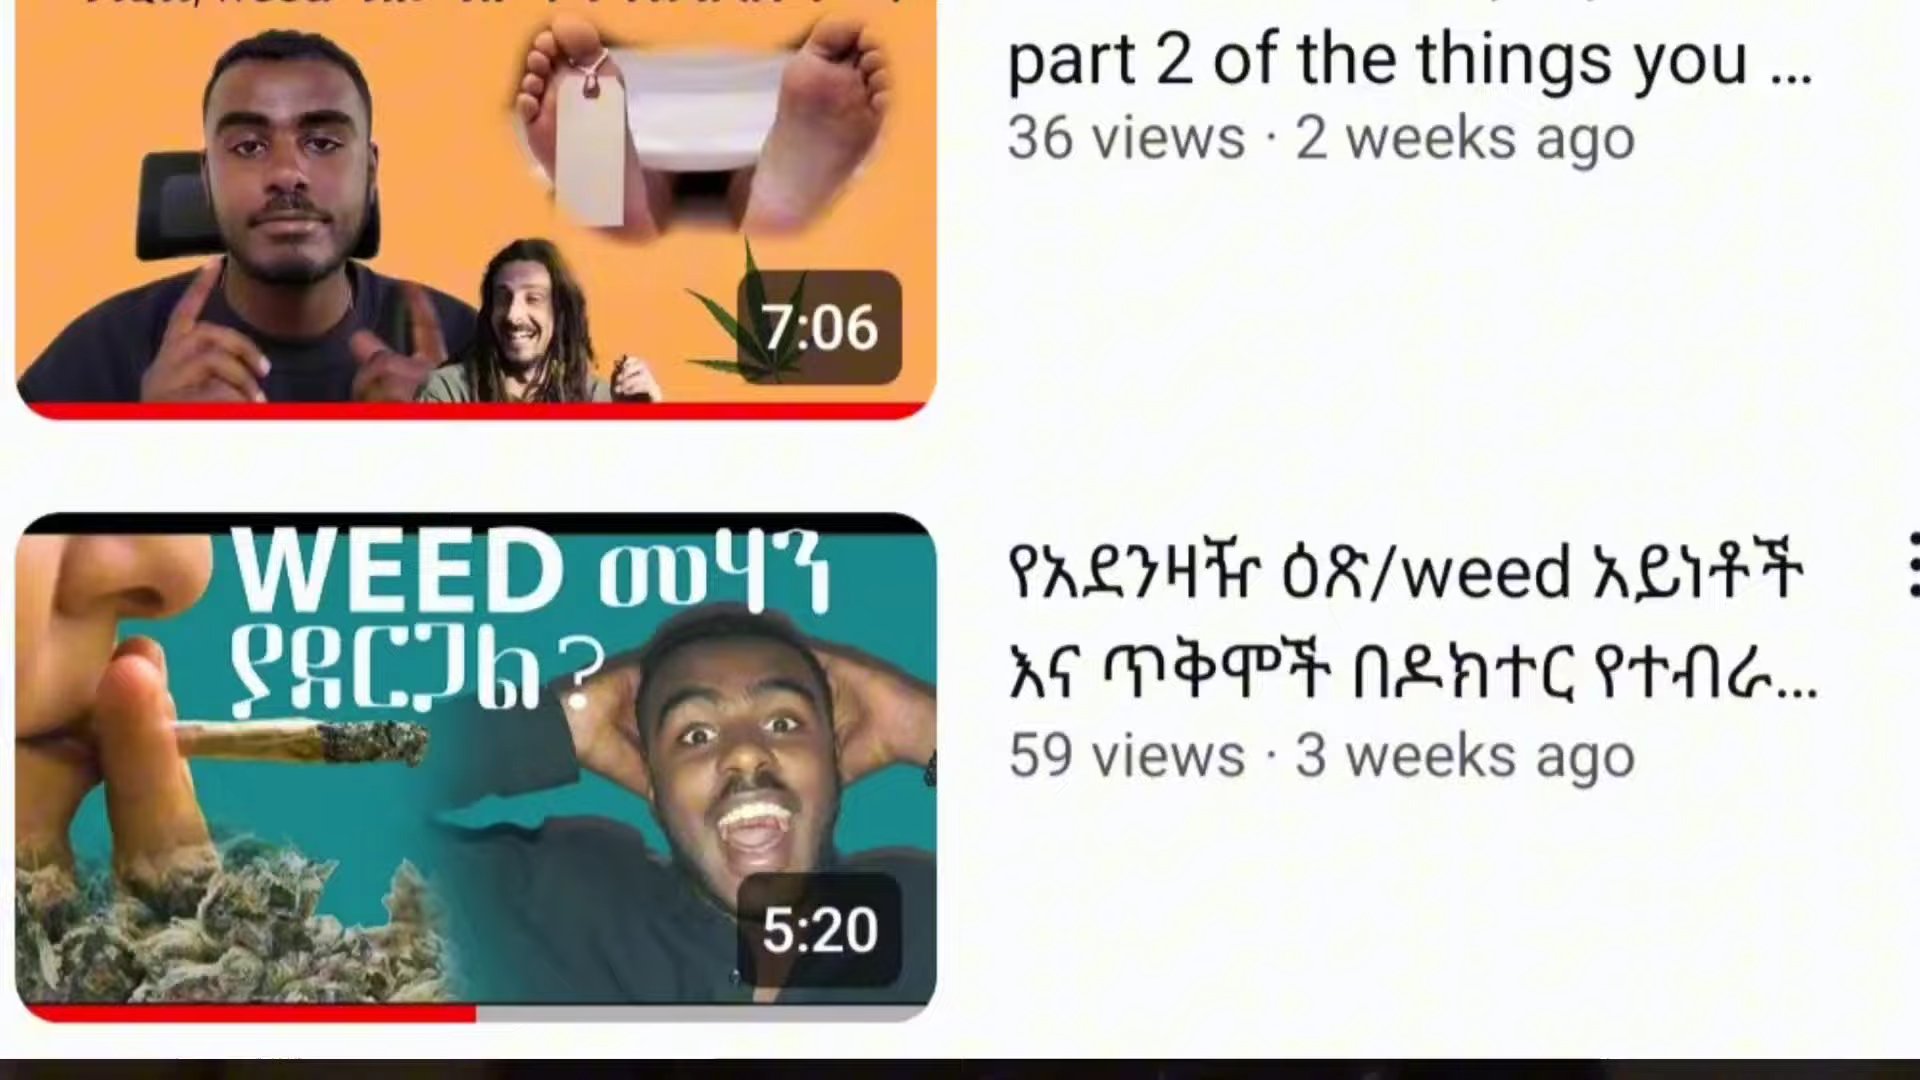 part 2 of the things you ...
36 views · 2 weeks ago
7:06
WEED መሃን
ያደርጋል?
5:20
የአደንዛዥ ዕጽ/weed አይነቶች
እና ጥቅሞች በዶክተር የተብራ...
59 views · 3 weeks ago